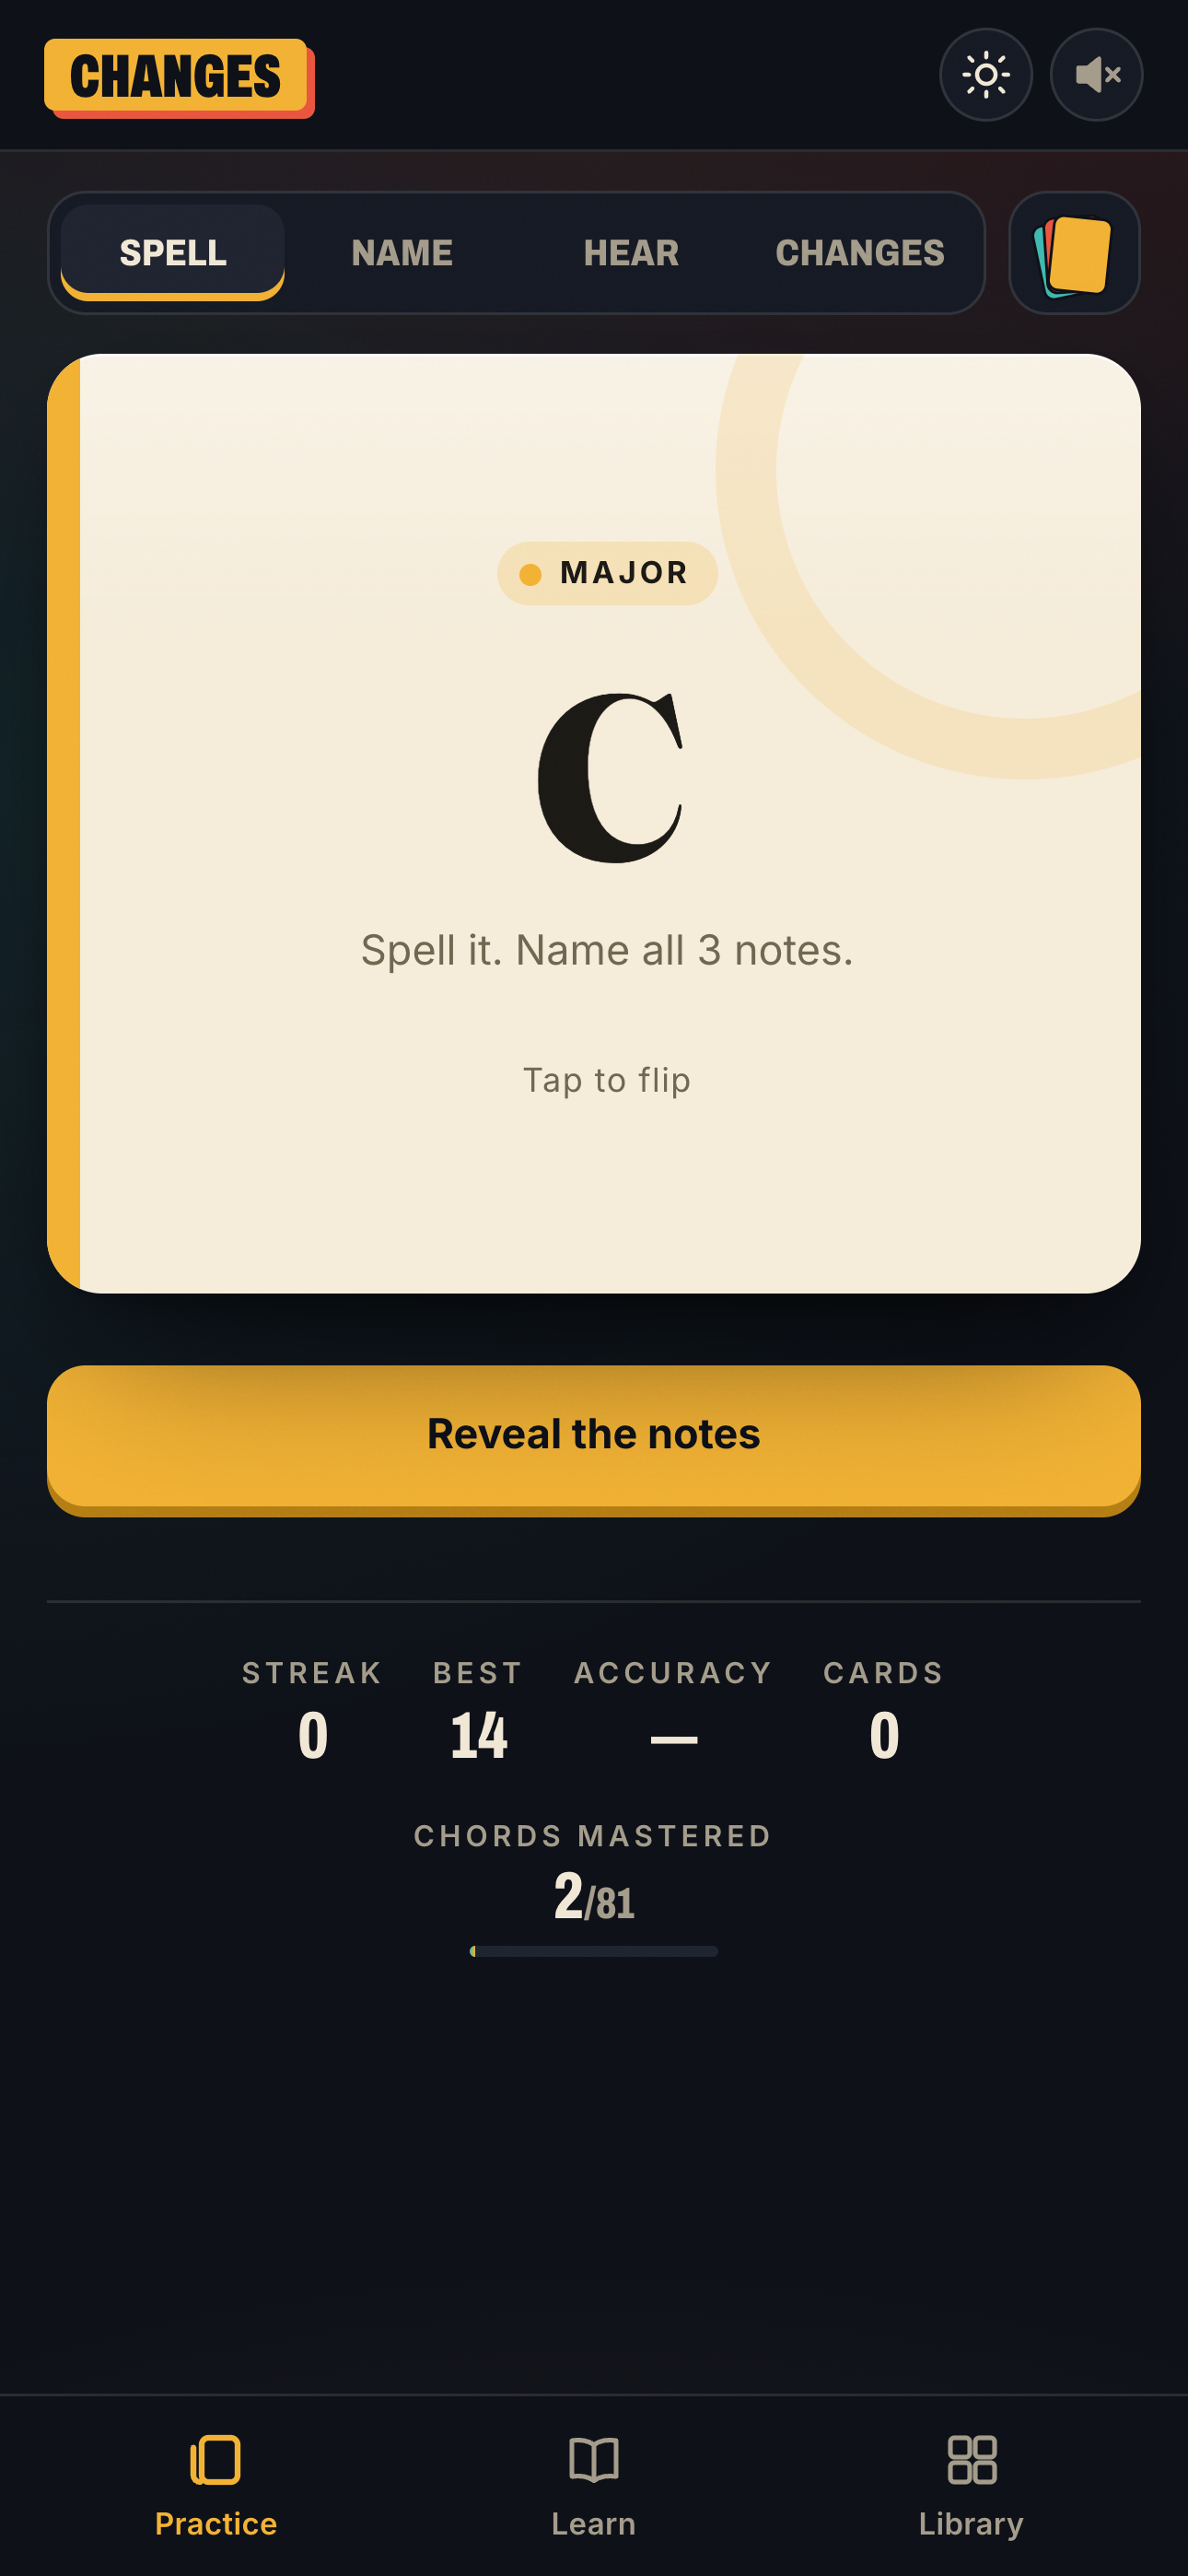 CHANGES
SPELL NAME HEAR CHANGES
MAJOR
C
Spell it. Name all 3 notes.
Tap to flip
Reveal the notes
STREAK BEST ACCURACY CARDS
0 14 — 0
CHORDS MASTERED
2/81
Practice Learn Library